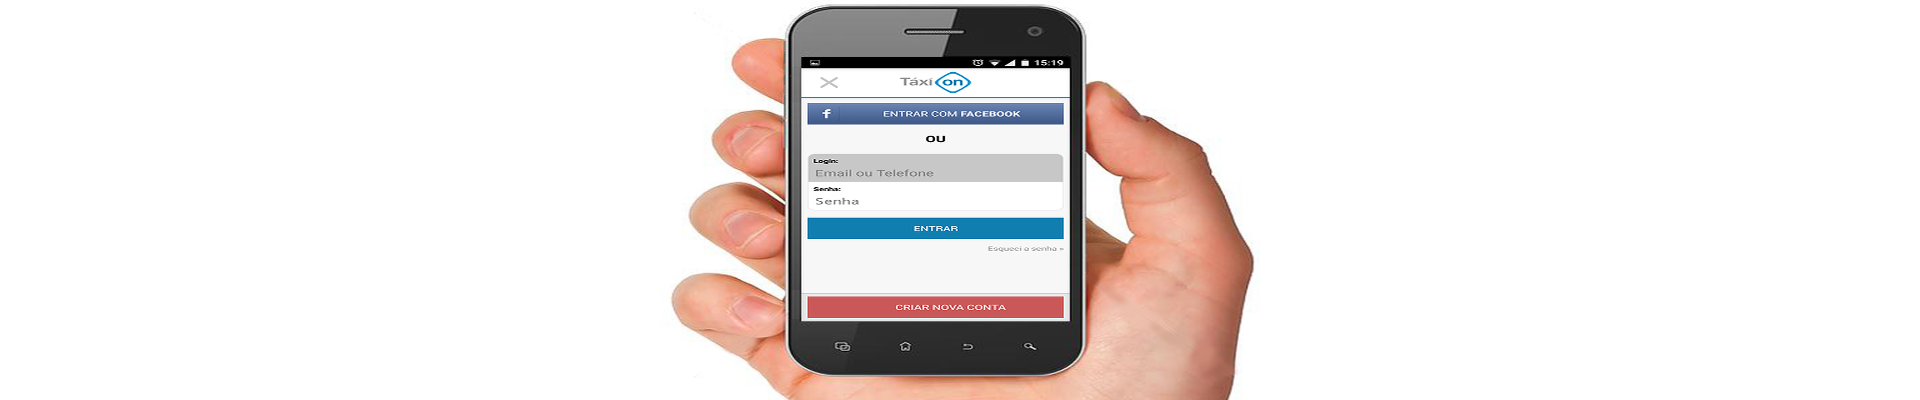 15:19
Táxi on
f ENTRAR COM FACEBOOK
OU
Login:
Email ou Telefone
Senha:
Senha
ENTRAR
Esqueci a senha »
CRIAR NOVA CONTA